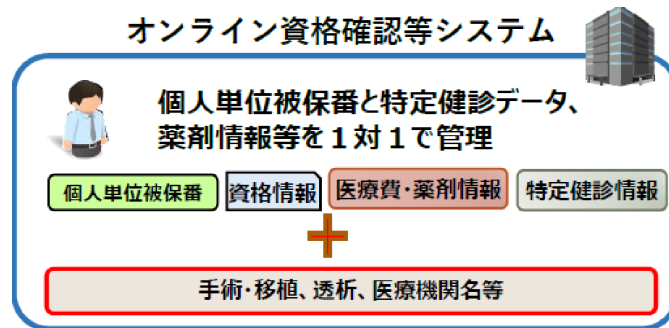 オンライン資格確認等システム
個人単位被保番と特定健診データ、
薬剤情報等を１対１で管理
個人単位被保番 資格情報 医療費・薬剤情報 特定健診情報
手術・移植、透析、医療機関名等